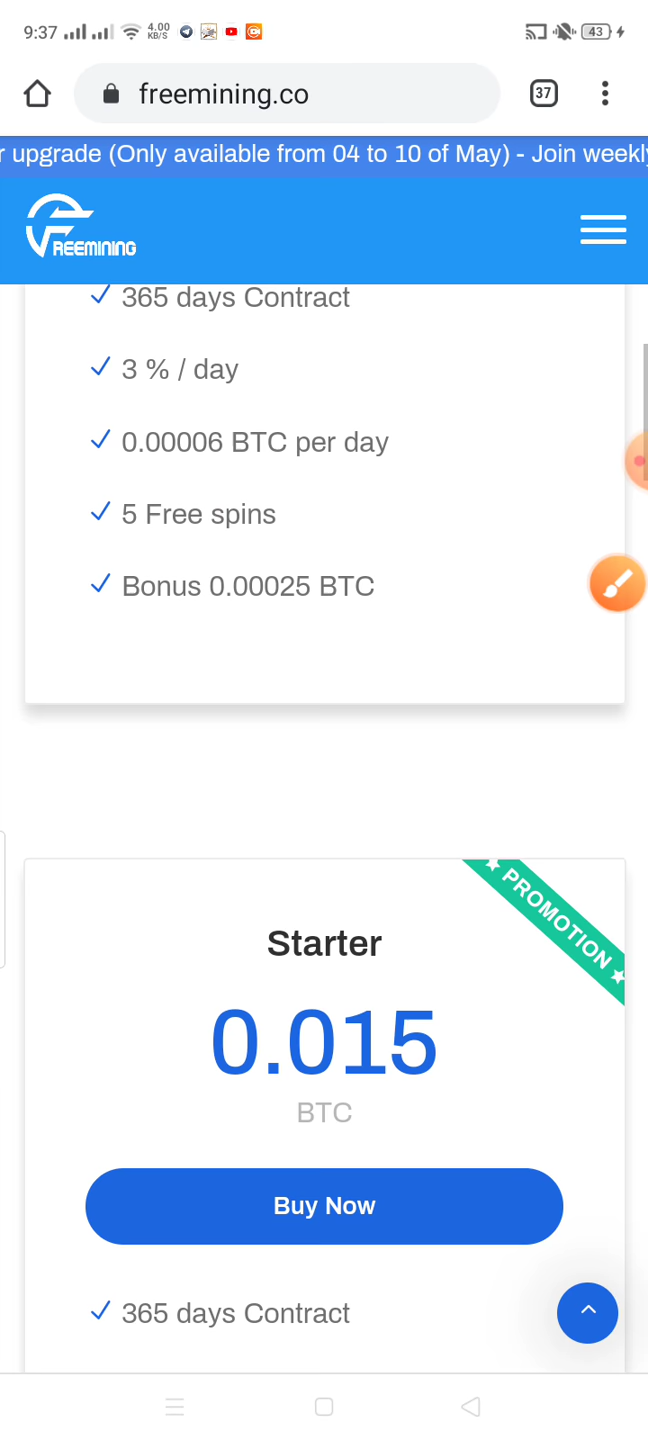 9:37 4.00 KB/S 43
freemining.co 37
r upgrade (Only available from 04 to 10 of May) - Join weekl
FREEMINING
365 days Contract
3 % / day
0.00006 BTC per day
5 Free spins
Bonus 0.00025 BTC
PROMOTION
Starter
0.015
BTC
Buy Now
365 days Contract